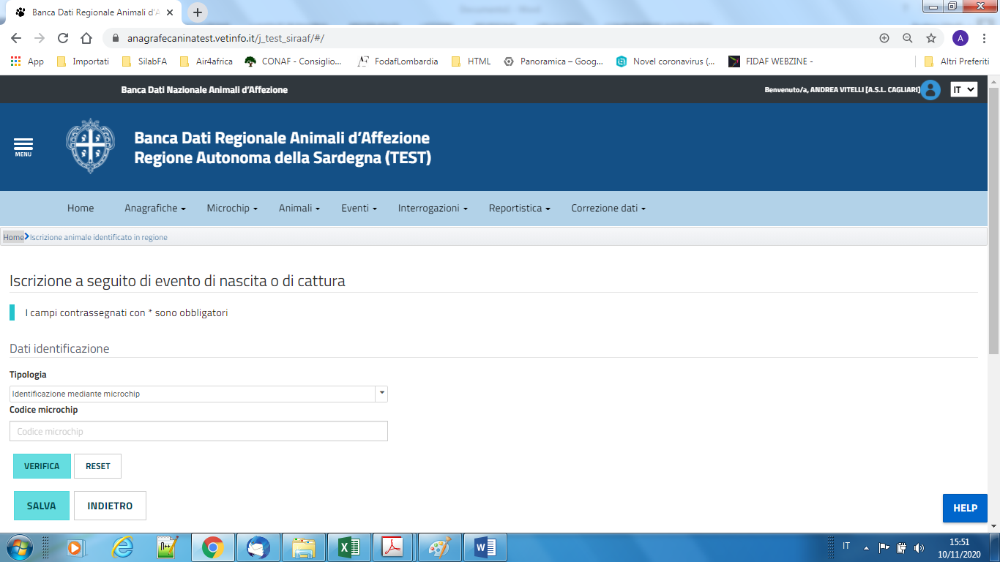 Banca Dati Regionale Animali d'A
anagrafecaninatest.vetinfo.it/j_test_siraaf/#/
A
App
Importati
SilabFA
Air4africa
CONAF - Consiglio...
FodafLombardia
HTML
Panoramica – Goog...
Novel coronavirus (...
FIDAF WEBZINE -
Altri Preferiti
Banca Dati Nazionale Animali d'Affezione
Benvenuto/a, ANDREA VITELLI [A.S.L. CAGLIARI]
IT
MENU
Banca Dati Regionale Animali d'Affezione
Regione Autonoma della Sardegna (TEST)
Home
Anagrafiche
Microchip
Animali
Eventi
Interrogazioni
Reportistica
Correzione dati
Home
Iscrizione animale identificato in regione
Iscrizione a seguito di evento di nascita o di cattura
I campi contrassegnati con * sono obbligatori
Dati identificazione
Tipologia
Identificazione mediante microchip
Codice microchip
Codice microchip
VERIFICA
RESET
SALVA
INDIETRO
HELP
IT
15:51
10/11/2020